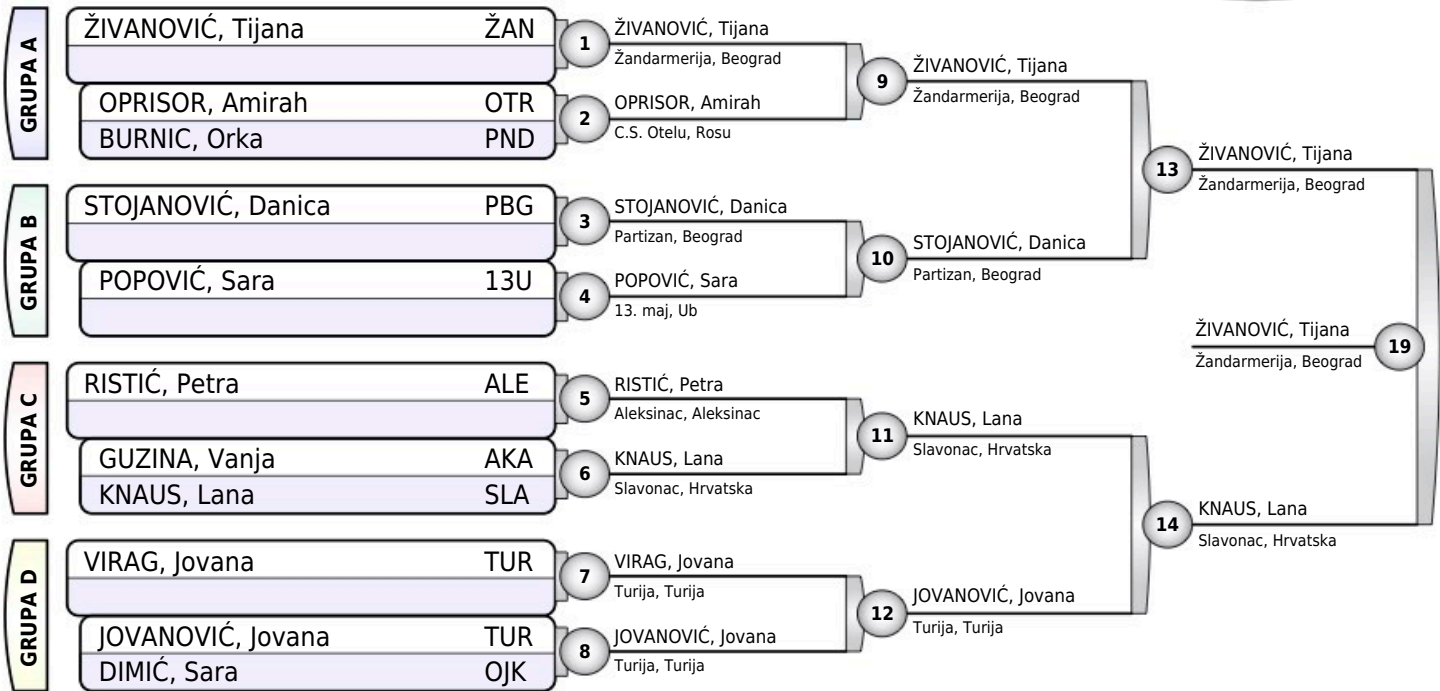 GRUPA A
ŽIVANOVIĆ, Tijana ŽAN
OPRISOR, Amirah OTR
BURNIC, Orka PND
GRUPA B
STOJANOVIĆ, Danica PBG
POPOVIĆ, Sara 13U
GRUPA C
RISTIĆ, Petra ALE
GUZINA, Vanja AKA
KNAUS, Lana SLA
GRUPA D
VIRAG, Jovana TUR
JOVANOVIĆ, Jovana TUR
DIMIĆ, Sara OJK
1
ŽIVANOVIĆ, Tijana
Žandarmerija, Beograd
2
OPRISOR, Amirah
C.S. Otelu, Rosu
3
STOJANOVIĆ, Danica
Partizan, Beograd
4
POPOVIĆ, Sara
13. maj, Ub
5
RISTIĆ, Petra
Aleksinac, Aleksinac
6
KNAUS, Lana
Slavonac, Hrvatska
7
VIRAG, Jovana
Turija, Turija
8
JOVANOVIĆ, Jovana
Turija, Turija
9
ŽIVANOVIĆ, Tijana
Žandarmerija, Beograd
10
STOJANOVIĆ, Danica
Partizan, Beograd
11
KNAUS, Lana
Slavonac, Hrvatska
12
JOVANOVIĆ, Jovana
Turija, Turija
13
ŽIVANOVIĆ, Tijana
Žandarmerija, Beograd
14
KNAUS, Lana
Slavonac, Hrvatska
ŽIVANOVIĆ, Tijana
Žandarmerija, Beograd
19